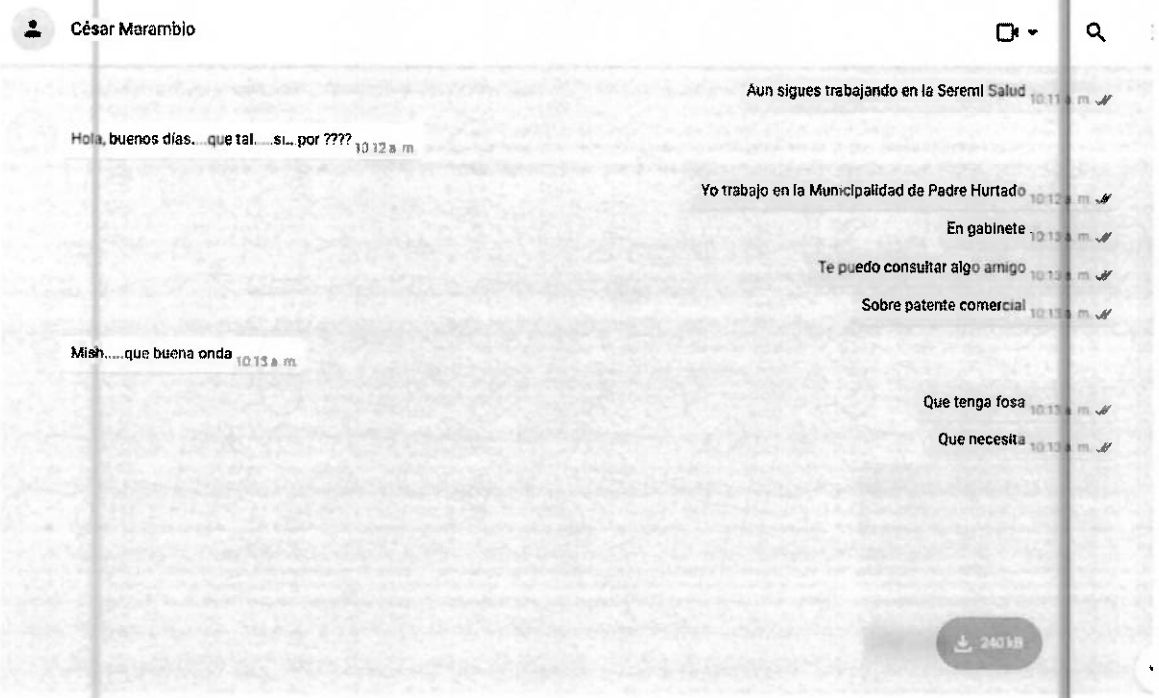 César Marambio
Aun sigues trabajando en la Seremi Salud 10:11 a. m.
Hola, buenos días....que tal.....si...por ???? 10:12 a. m.
Yo trabajo en la Municipalidad de Padre Hurtado 10:12 a. m.
En gabinete 10:13 a. m.
Te puedo consultar algo amigo 10:13 a. m.
Sobre patente comercial 10:13 a. m.
Mish.....que buena onda 10:13 a. m.
Que tenga fosa 10:13 a. m.
Que necesita 10:13 a. m.
240 kB